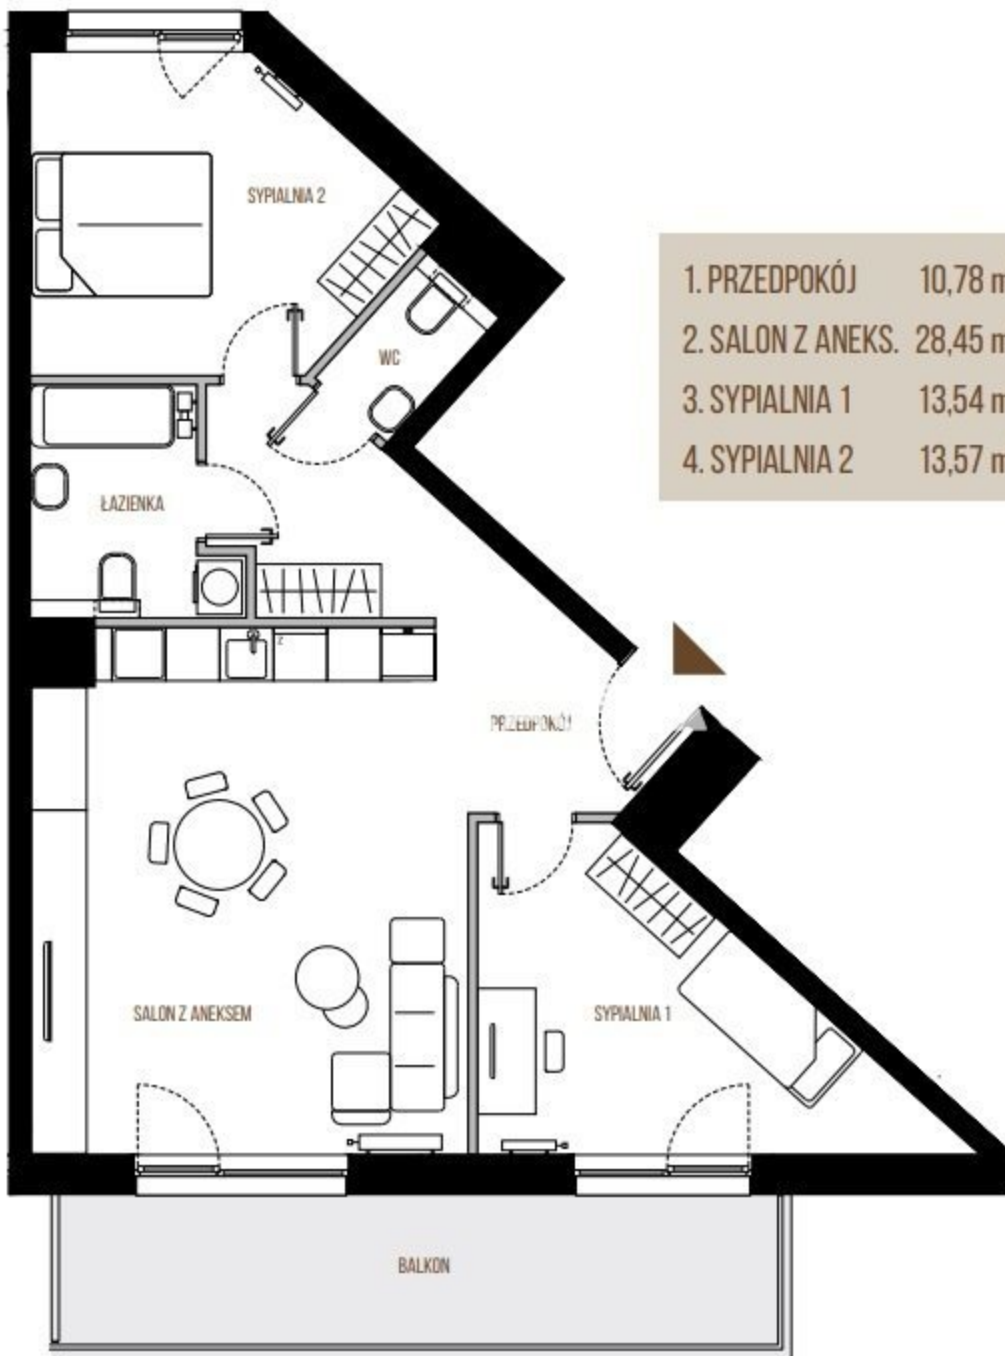 SYPIALNIA 2
1. PRZEDPOKÓJ 10,78 m
2. SALON Z ANEKS. 28,45 m
3. SYPIALNIA 1 13,54 m
4. SYPIALNIA 2 13,57 m
WC
ŁAZIENKA
Z
PRZEDPOKÓJ
SALON Z ANEKSEM
SYPIALNIA 1
BALKON